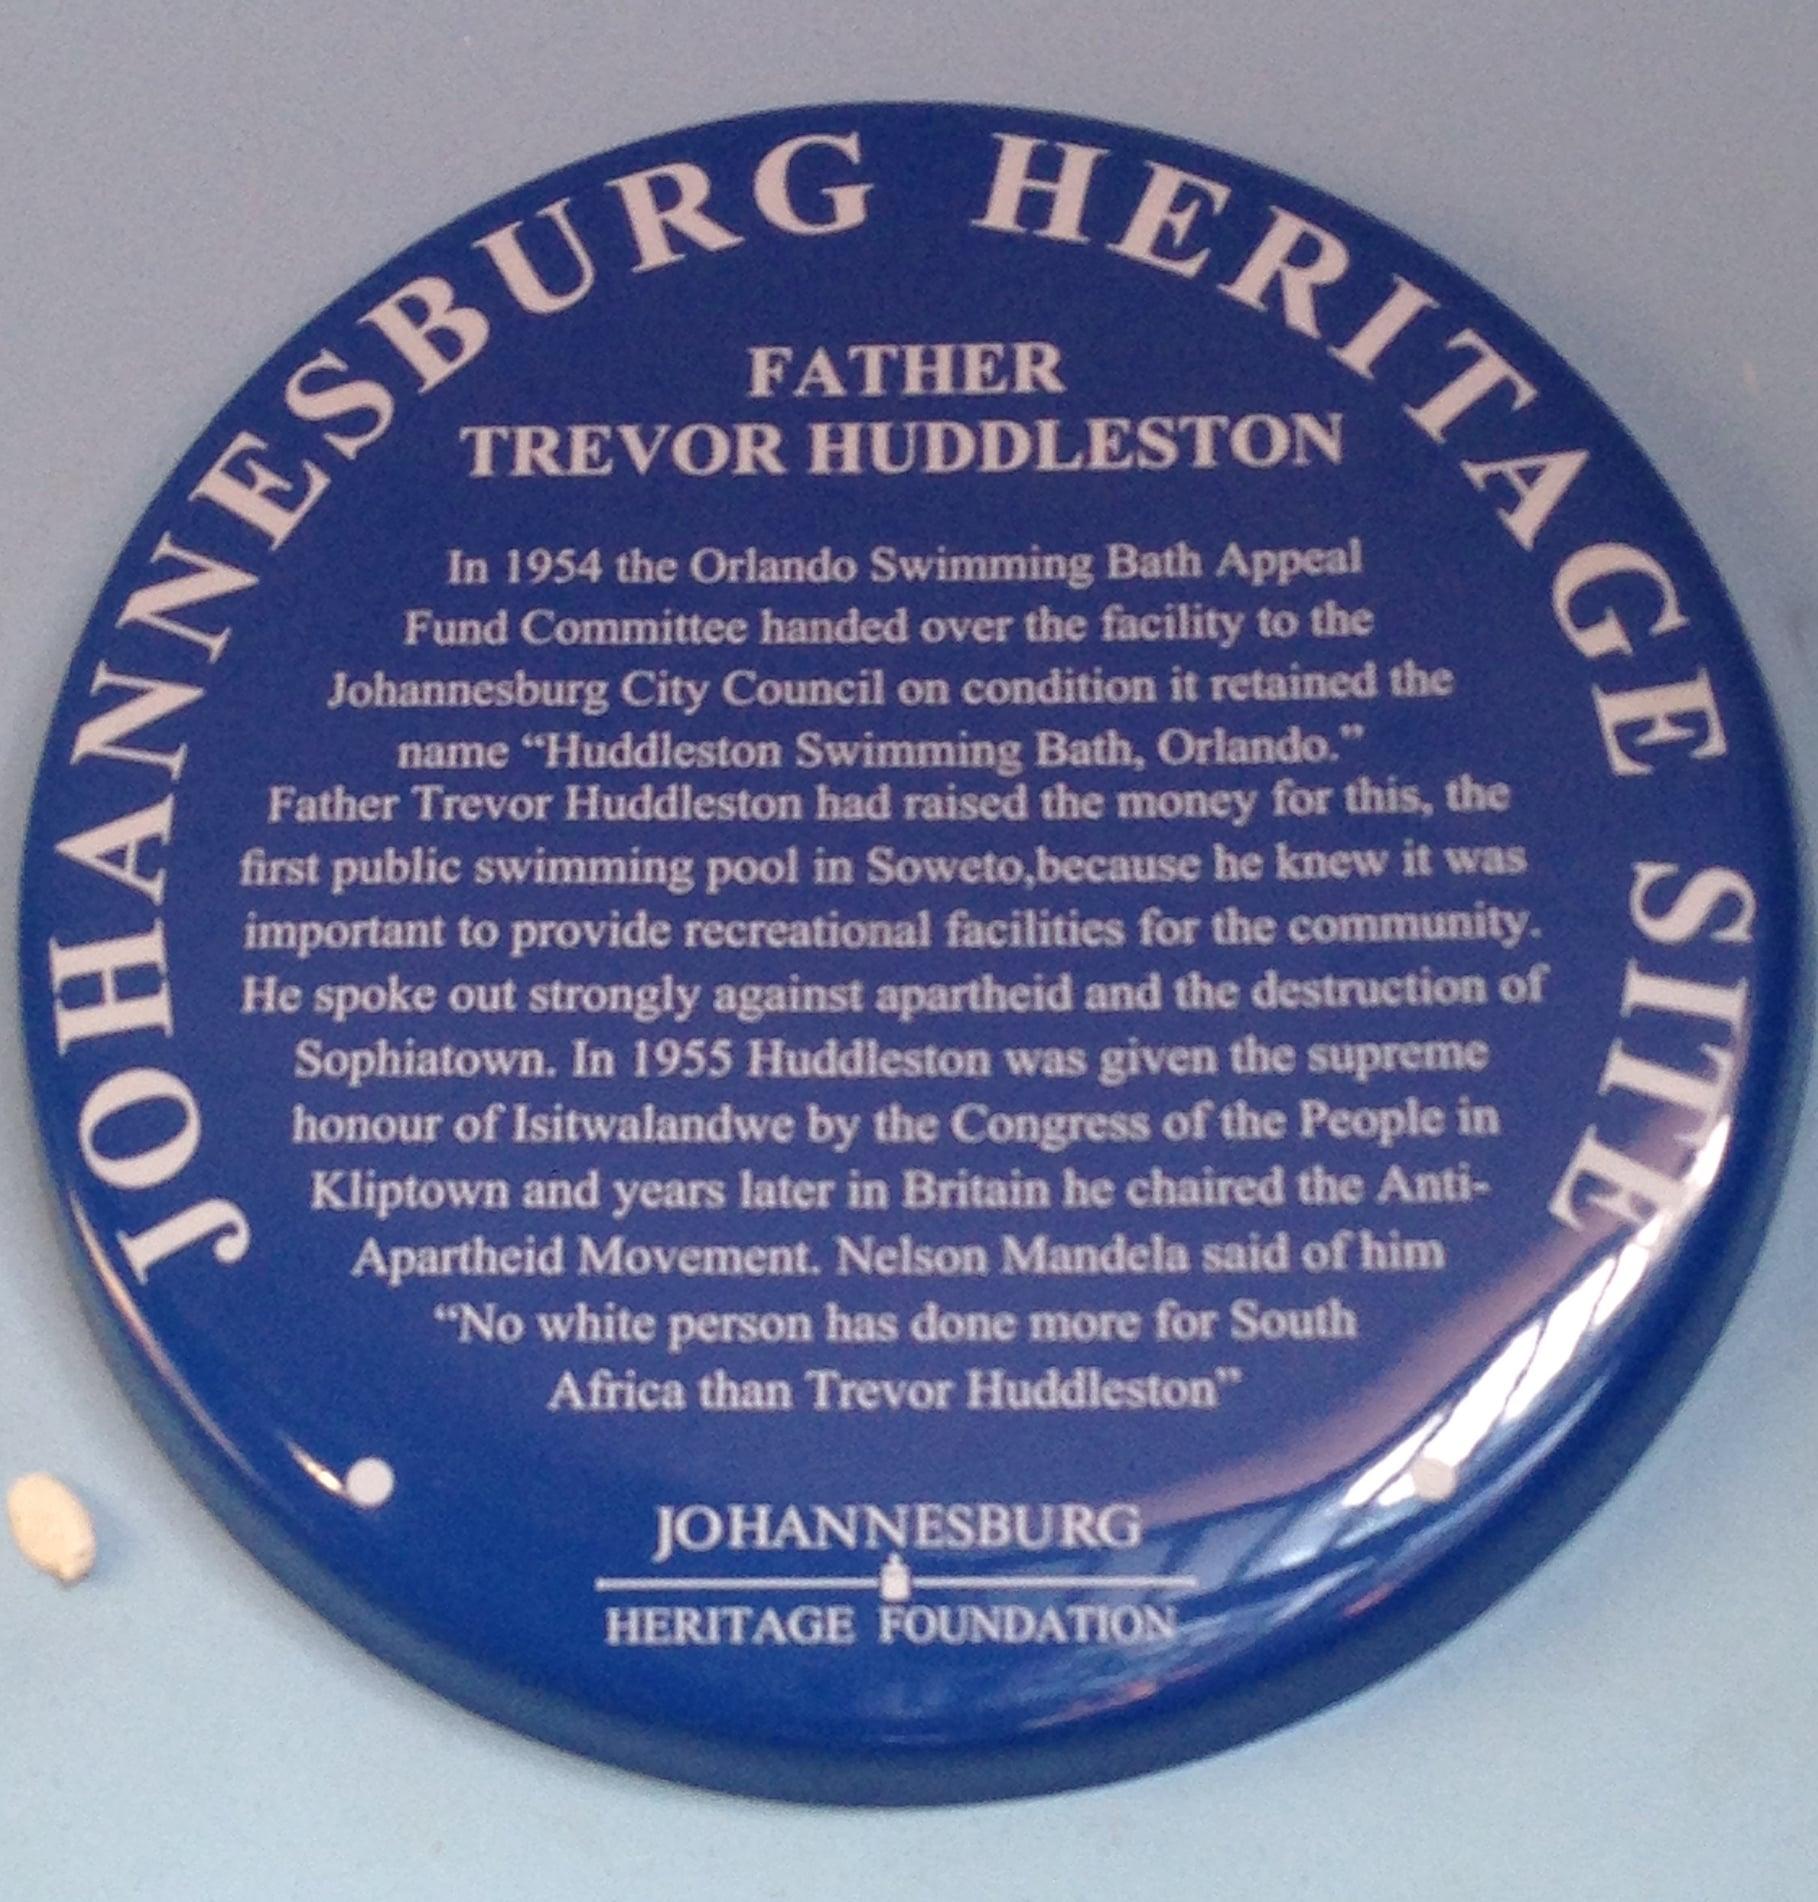 JOHANNESBURG HERITAGE SITE
FATHER
TREVOR HUDDLESTON
In 1954 the Orlando Swimming Bath Appeal
Fund Committee handed over the facility to the
Johannesburg City Council on condition it retained the
name “Huddleston Swimming Bath, Orlando.”
Father Trevor Huddleston had raised the money for this, the
first public swimming pool in Soweto,because he knew it was
important to provide recreational facilities for the community.
He spoke out strongly against apartheid and the destruction of
Sophiatown. In 1955 Huddleston was given the supreme
honour of Isitwalandwe by the Congress of the People in
Kliptown and years later in Britain he chaired the Anti-
Apartheid Movement. Nelson Mandela said of him
“No white person has done more for South
Africa than Trevor Huddleston”
JOHANNESBURG
HERITAGE FOUNDATION